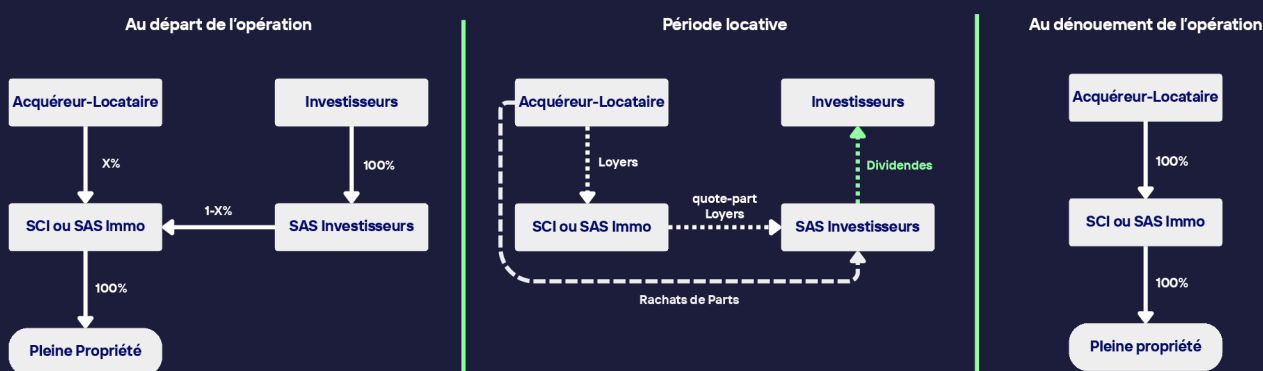 Au départ de l'opération
Acquéreur-Locataire
Investisseurs
X%
100%
1-X%
SCI ou SAS Immo
SAS Investisseurs
100%
Pleine Propriété
Période locative
Acquéreur-Locataire
Investisseurs
Loyers
Dividendes
quote-part
Loyers
SCI ou SAS Immo
SAS Investisseurs
Rachats de Parts
Au dénouement de l'opération
Acquéreur-Locataire
100%
SCI ou SAS Immo
100%
Pleine propriété